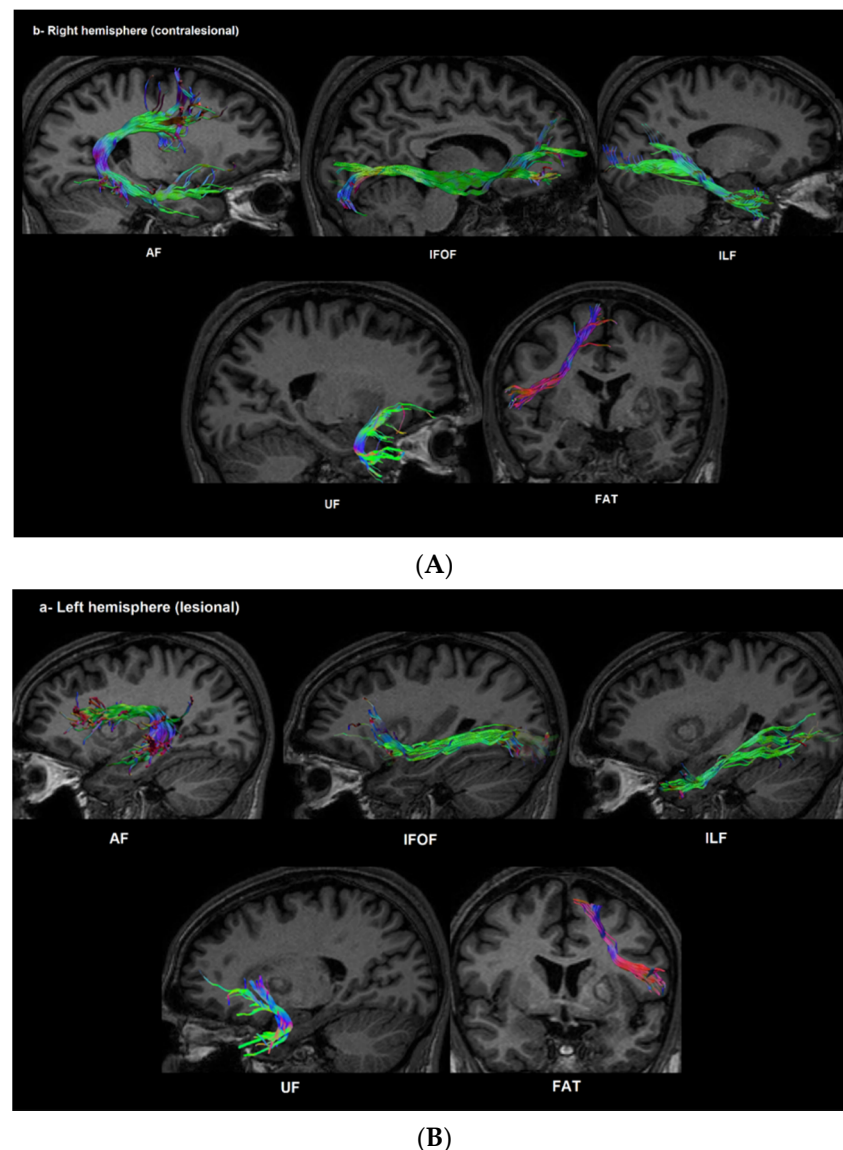 b- Right hemisphere (contralesional)
AF
IFOF
ILF
UF
FAT
(A)
a- Left hemisphere (lesional)
AF
IFOF
ILF
UF
FAT
(B)